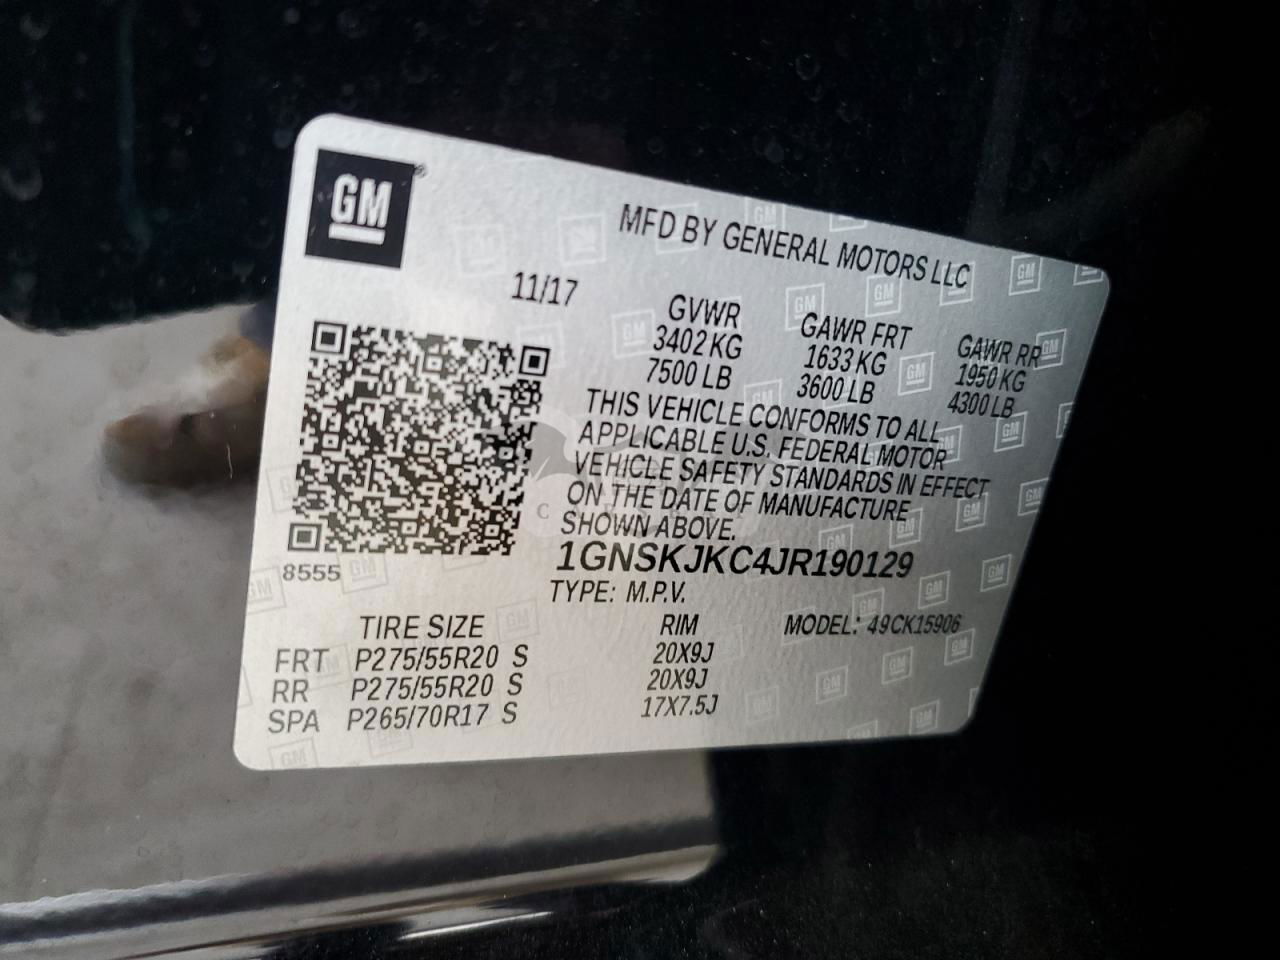 GM®
MFD BY GENERAL MOTORS LLC
11/17
GVWR GAWR FRT GAWR RR
3402 KG 1633 KG 1950 KG
7500 LB 3600 LB 4300 LB
THIS VEHICLE CONFORMS TO ALL
APPLICABLE U.S. FEDERAL MOTOR
VEHICLE SAFETY STANDARDS IN EFFECT
ON THE DATE OF MANUFACTURE
SHOWN ABOVE.
8555
1GNSKJKC4JR190129
TYPE: M.P.V.
TIRE SIZE RIM MODEL: 49CK15906
FRT P275/55R20 S 20X9J
RR P275/55R20 S 20X9J
SPA P265/70R17 S 17X7.5J